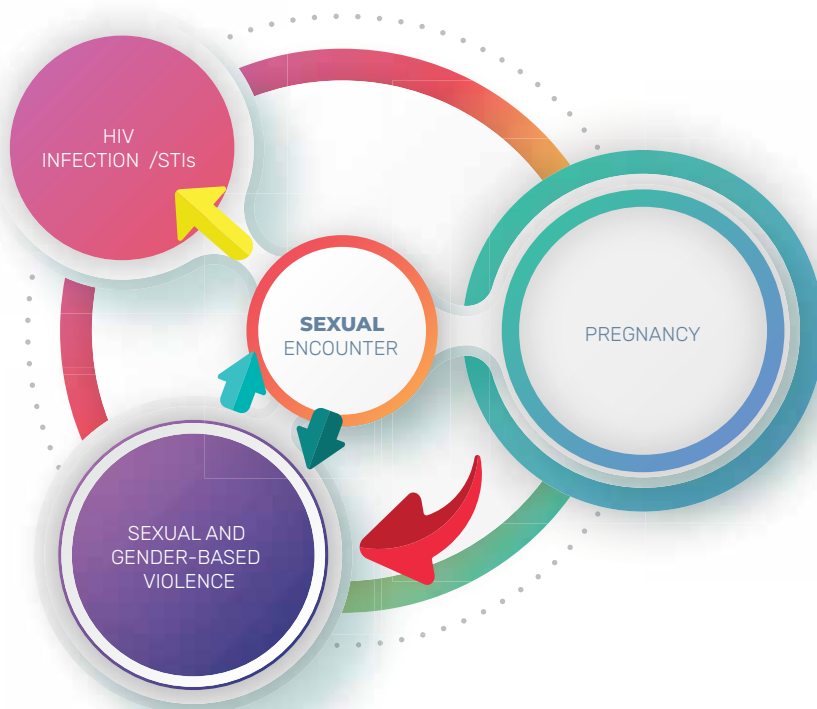 HIV
INFECTION /STIs
SEXUAL
ENCOUNTER
PREGNANCY
SEXUAL AND
GENDER-BASED
VIOLENCE